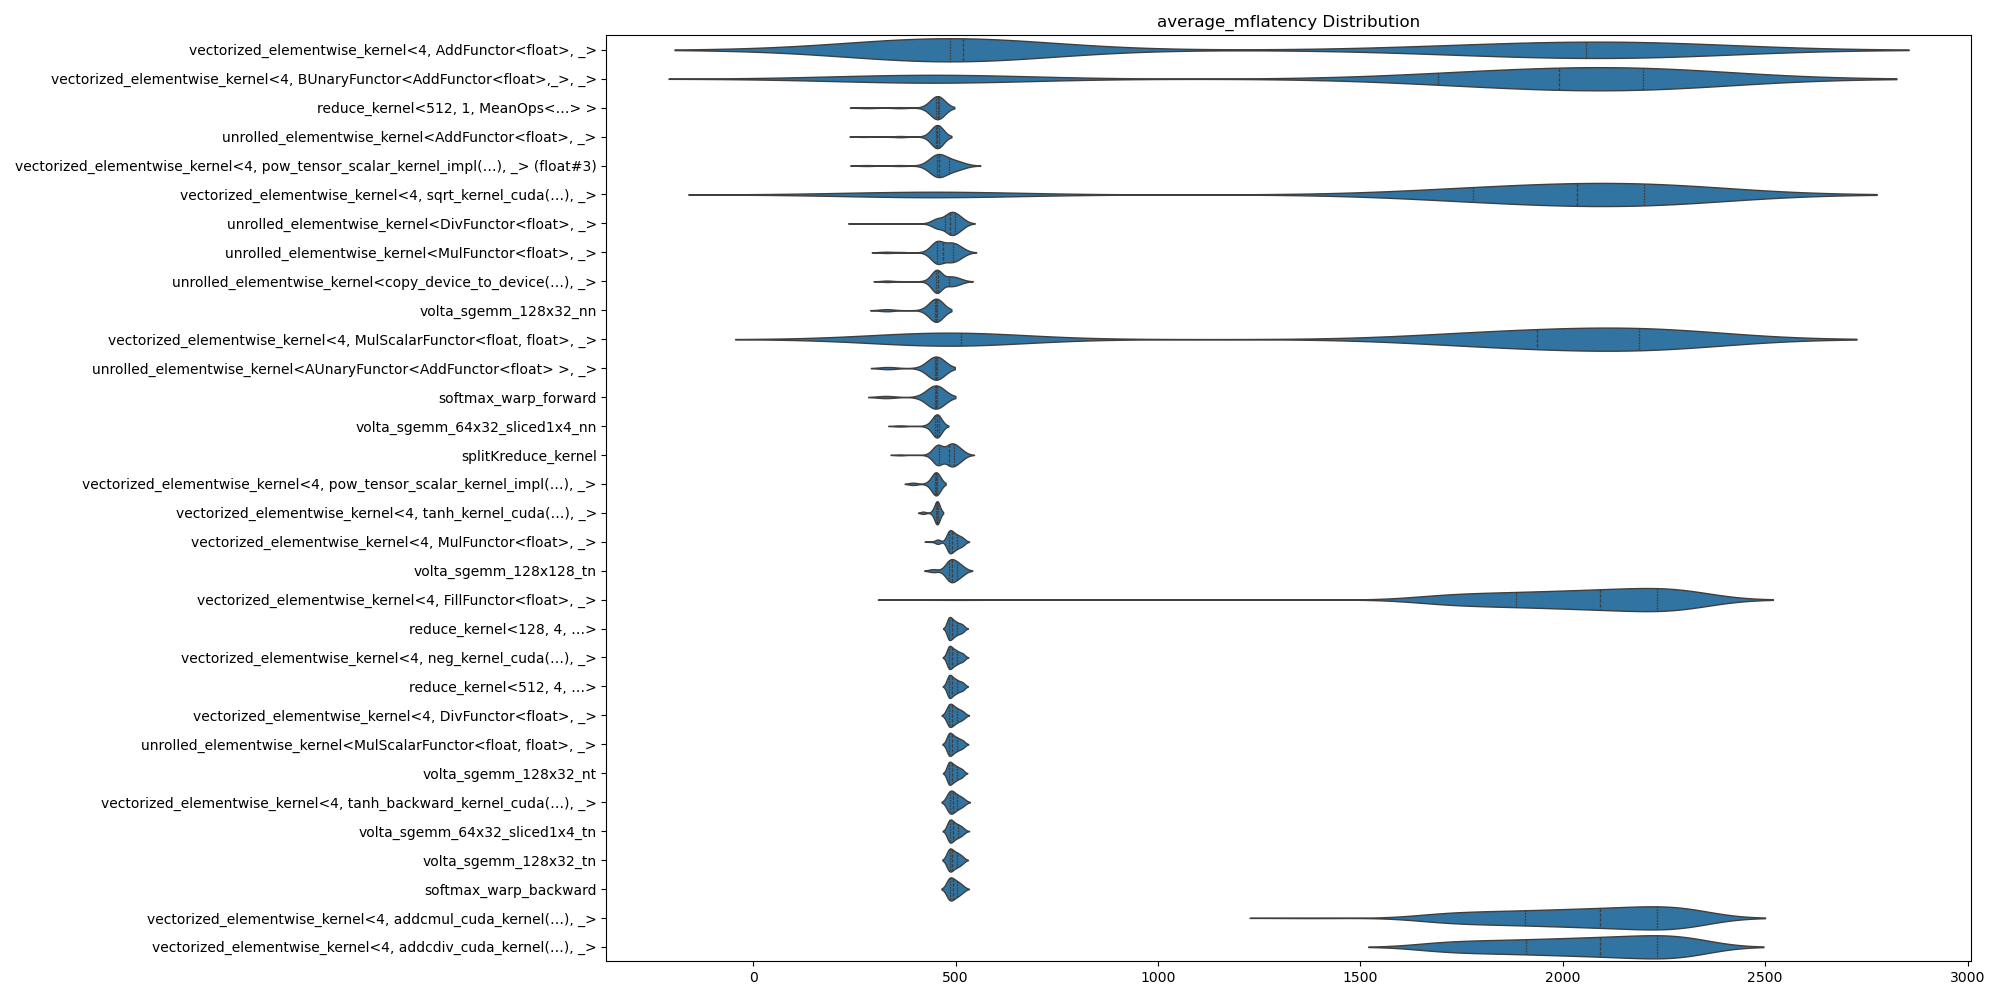 average_mflatency Distribution
vectorized_elementwise_kernel<4, AddFunctor<float>, _>
vectorized_elementwise_kernel<4, BUnaryFunctor<AddFunctor<float>,_>, _>
reduce_kernel<512, 1, MeanOps<...> >
unrolled_elementwise_kernel<AddFunctor<float>, _>
vectorized_elementwise_kernel<4, pow_tensor_scalar_kernel_impl(...), _> (float#3)
vectorized_elementwise_kernel<4, sqrt_kernel_cuda(...), _>
unrolled_elementwise_kernel<DivFunctor<float>, _>
unrolled_elementwise_kernel<MulFunctor<float>, _>
unrolled_elementwise_kernel<copy_device_to_device(...), _>
volta_sgemm_128x32_nn
vectorized_elementwise_kernel<4, MulScalarFunctor<float, float>, _>
unrolled_elementwise_kernel<AUnaryFunctor<AddFunctor<float> >, _>
softmax_warp_forward
volta_sgemm_64x32_sliced1x4_nn
splitKreduce_kernel
vectorized_elementwise_kernel<4, pow_tensor_scalar_kernel_impl(...), _>
vectorized_elementwise_kernel<4, tanh_kernel_cuda(...), _>
vectorized_elementwise_kernel<4, MulFunctor<float>, _>
volta_sgemm_128x128_tn
vectorized_elementwise_kernel<4, FillFunctor<float>, _>
reduce_kernel<128, 4, ...>
vectorized_elementwise_kernel<4, neg_kernel_cuda(...), _>
reduce_kernel<512, 4, ...>
vectorized_elementwise_kernel<4, DivFunctor<float>, _>
unrolled_elementwise_kernel<MulScalarFunctor<float, float>, _>
volta_sgemm_128x32_nt
vectorized_elementwise_kernel<4, tanh_backward_kernel_cuda(...), _>
volta_sgemm_64x32_sliced1x4_tn
volta_sgemm_128x32_tn
softmax_warp_backward
vectorized_elementwise_kernel<4, addcmul_cuda_kernel(...), _>
vectorized_elementwise_kernel<4, addcdiv_cuda_kernel(...), _>
0 500 1000 1500 2000 2500 3000